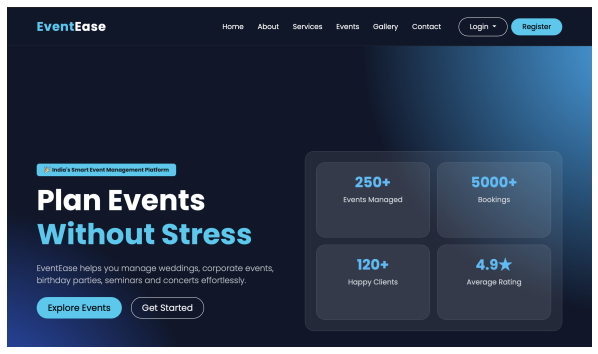 EventEase
Home About Services Events Gallery Contact Login Register
India's Smart Event Management Platform
Plan Events
Without Stress
EventEase helps you manage weddings, corporate events,
birthday parties, seminars and concerts effortlessly.
Explore Events Get Started
250+
Events Managed
5000+
Bookings
120+
Happy Clients
4.9★
Average Rating